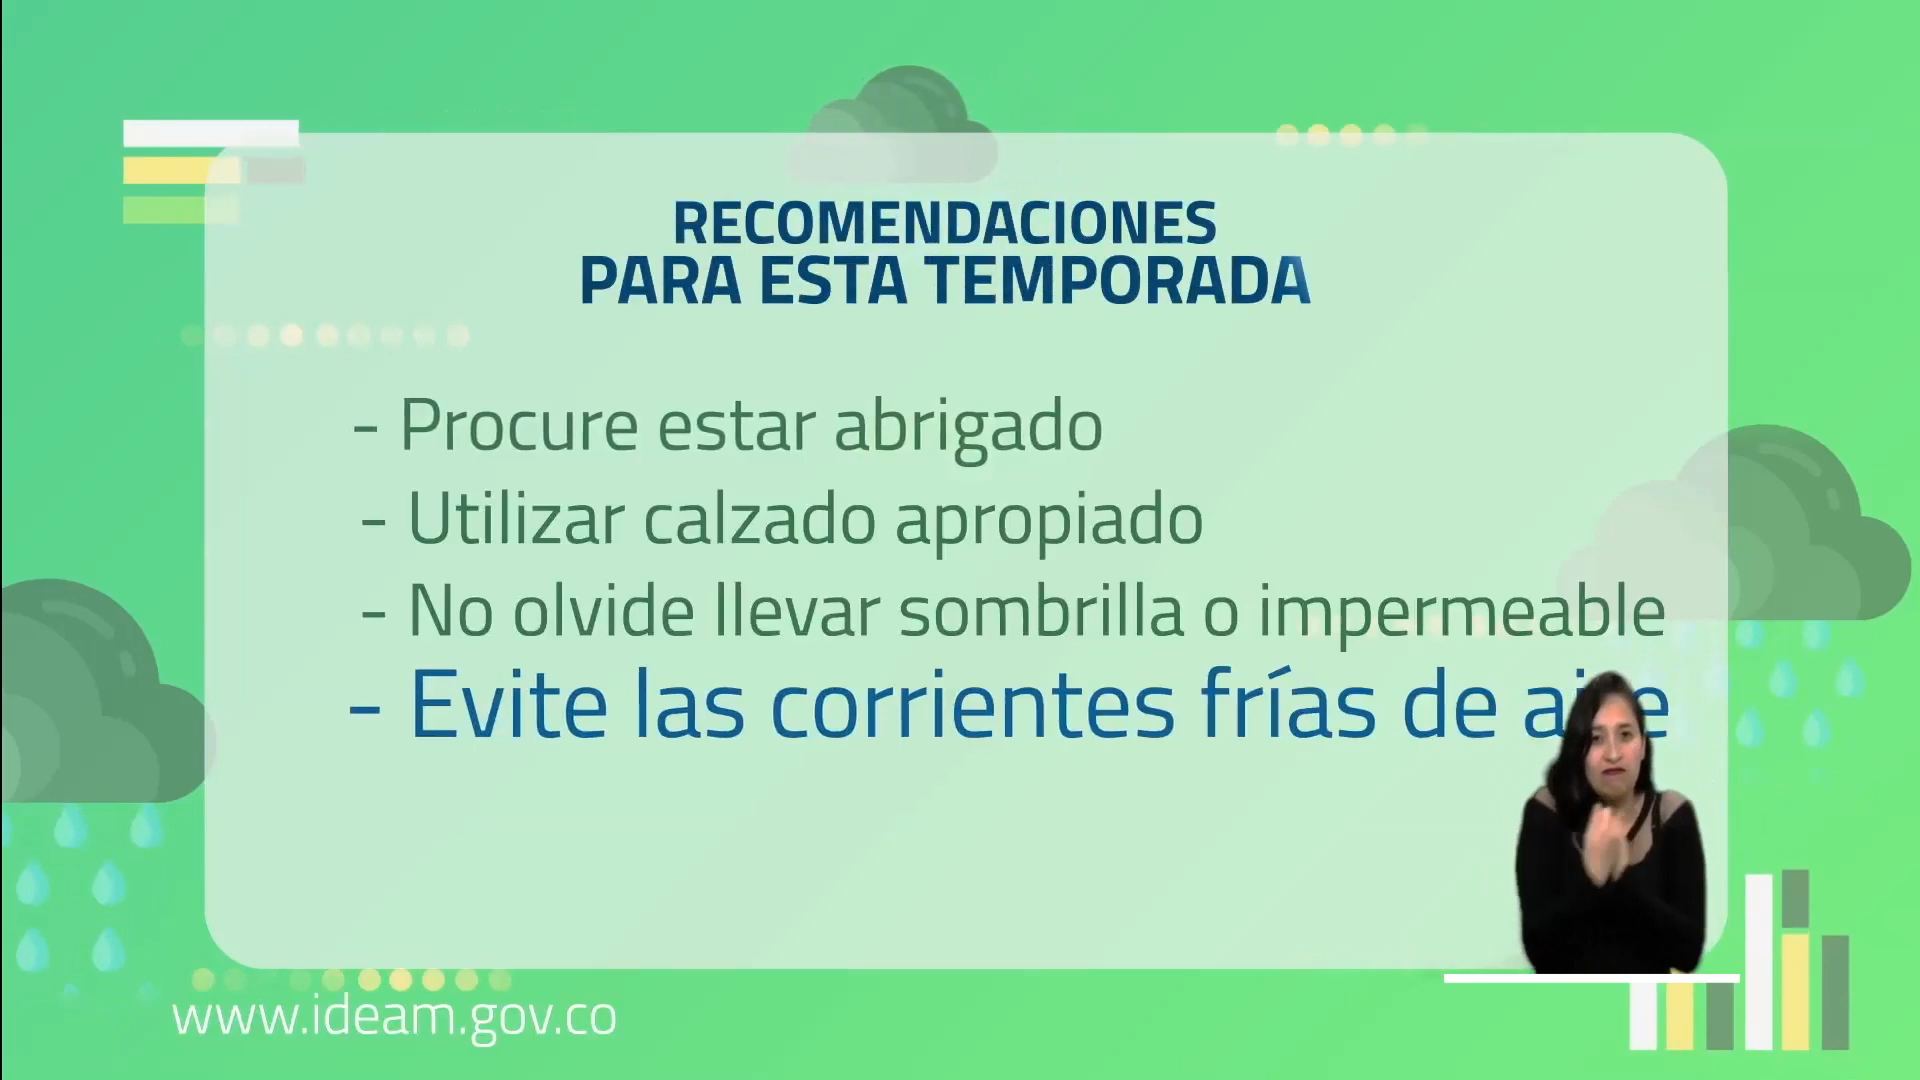 RECOMENDACIONES
PARA ESTA TEMPORADA
- Procure estar abrigado
- Utilizar calzado apropiado
- No olvide llevar sombrilla o impermeable
- Evite las corrientes frías de aire
www.ideam.gov.co